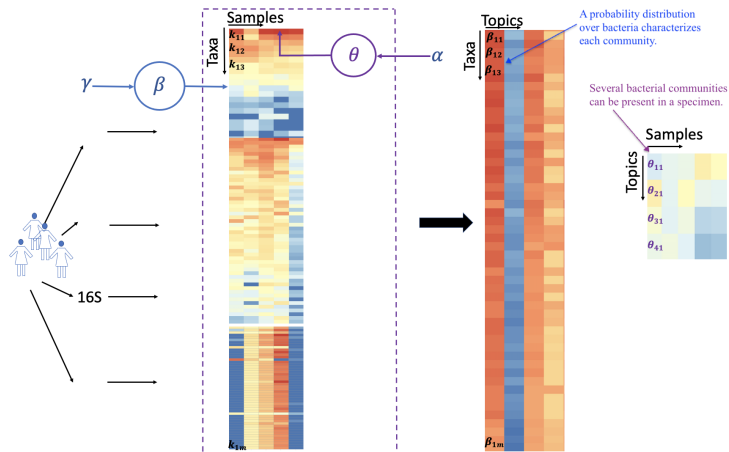 Samples
Taxa
k₁₁
k₁₂
k₁₃
k₁ₘ
γ
β
θ
α
16S
Topics
Taxa
β₁₁
β₁₂
β₁₃
β₁ₘ
A probability distribution
over bacteria characterizes
each community.
Several bacterial communities
can be present in a specimen.
Samples
Topics
θ₁₁
θ₂₁
θ₃₁
θ₄₁